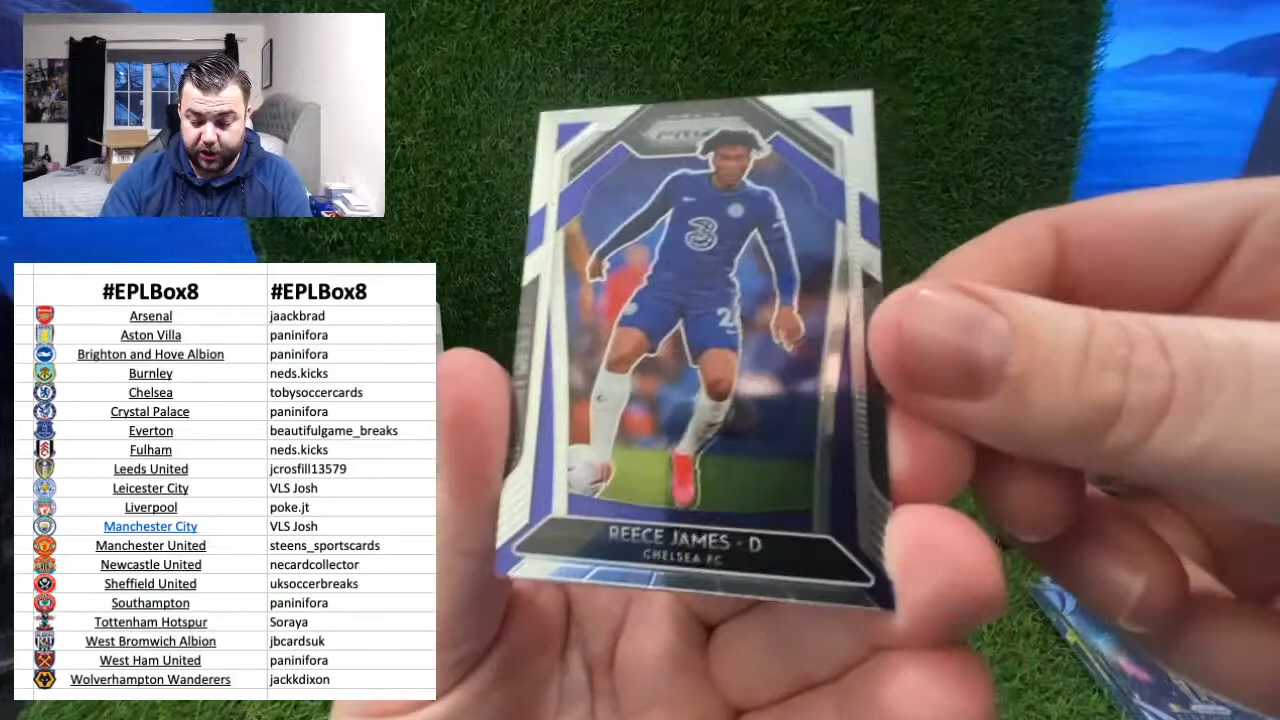 #EPLBox8 #EPLBox8
Arsenal jaackbrad
Aston Villa paninifora
Brighton and Hove Albion paninifora
Burnley neds.kicks
Chelsea tobysoccercards
Crystal Palace paninifora
Everton beautifulgame_breaks
Fulham neds.kicks
Leeds United jcrosfill13579
Leicester City VLS Josh
Liverpool poke.jt
Manchester City VLS Josh
Manchester United steens_sportscards
Newcastle United necardcollector
Sheffield United uksoccerbreaks
Southampton paninifora
Tottenham Hotspur Soraya
West Bromwich Albion jbcardsuk
West Ham United paninifora
Wolverhampton Wanderers jackkdixon
3
REECE JAMES - D
CHELSEA FC